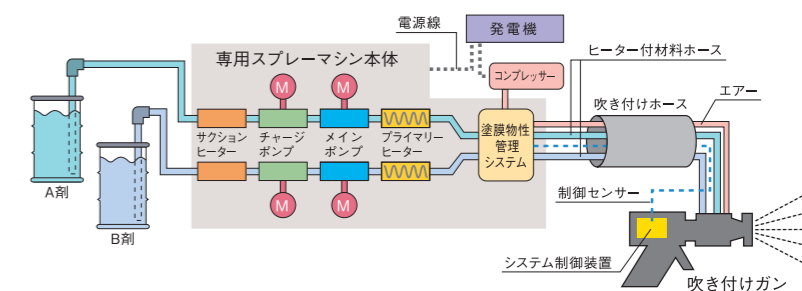 電源線
発電機
専用スプレーマシン本体
コンプレッサー
ヒーター付材料ホース
エアー
吹き付けホース
M
M
サクション
ヒーター
チャージ
ポンプ
メイン
ポンプ
プライマリー
ヒーター
塗膜物性
管理
システム
M
M
A剤
B剤
制御センサー
システム制御装置
吹き付けガン